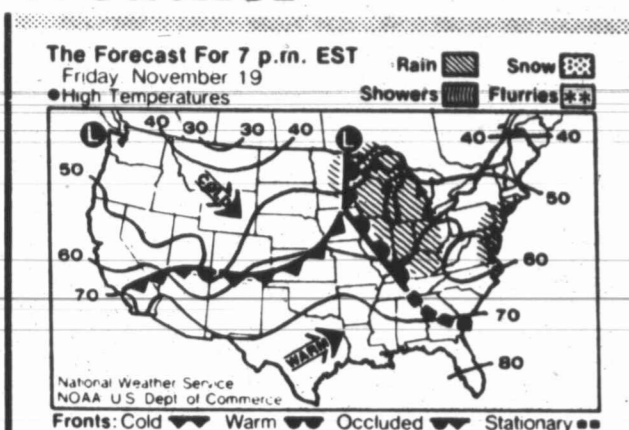 The Forecast For 7 p.m. EST
Friday, November 19
●High Temperatures
Rain
Snow
Showers
Flurries
L
40
30
30
40
L
40
40
50
COLD
50
60
60
70
70
WARM
80
National Weather Service
NOAA U S Dept of Commerce
Fronts: Cold Warm Occluded Stationary